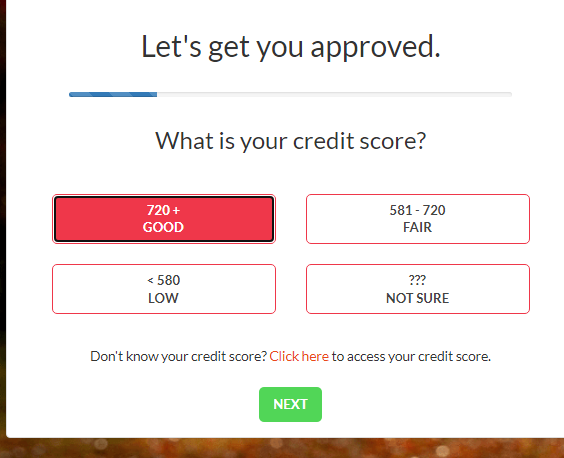 Let's get you approved.
What is your credit score?
720 +
GOOD
581 - 720
FAIR
< 580
LOW
???
NOT SURE
Don't know your credit score? Click here to access your credit score.
NEXT